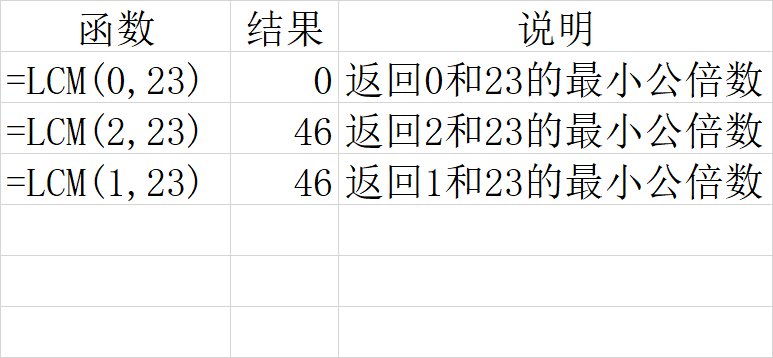 函数 结果 说明
=LCM(0,23) 0 返回0和23的最小公倍数
=LCM(2,23) 46 返回2和23的最小公倍数
=LCM(1,23) 46 返回1和23的最小公倍数